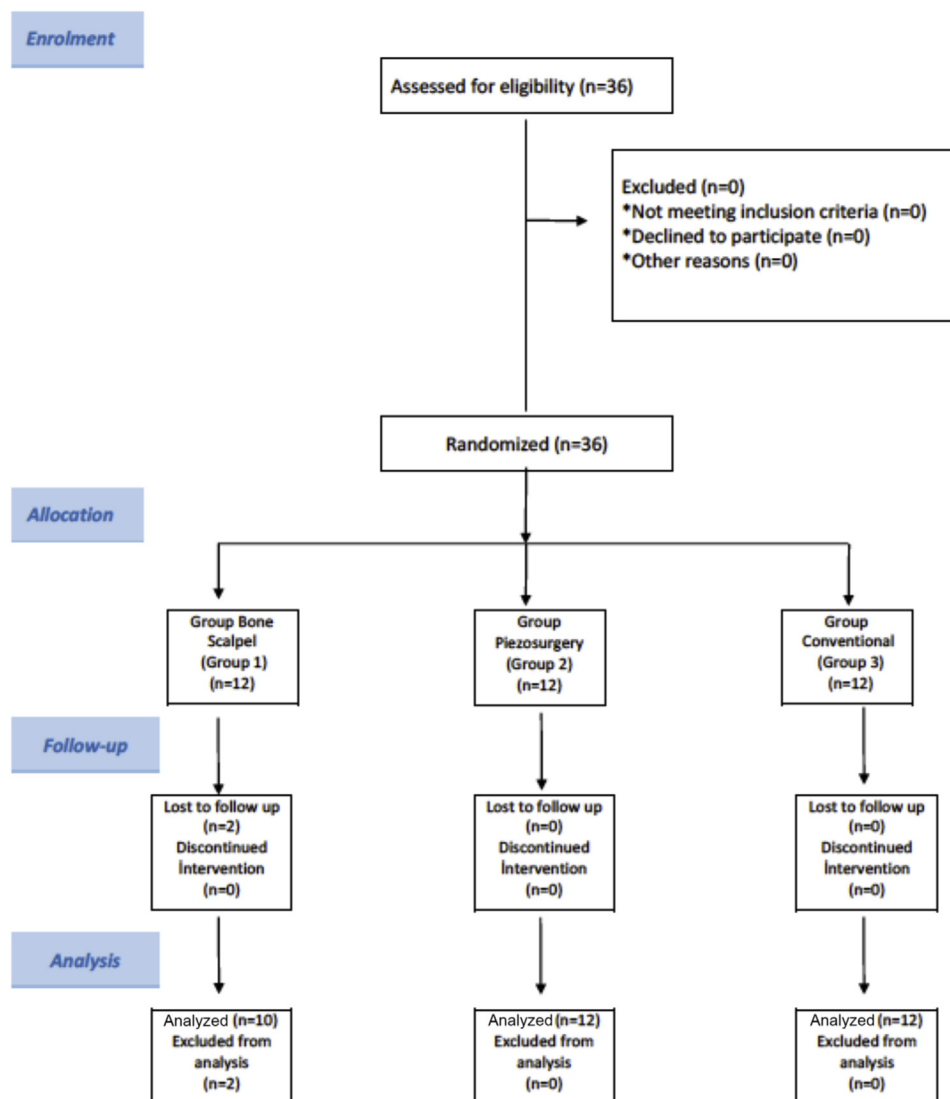 Enrolment
Assessed for eligibility (n=36)
Excluded (n=0)
*Not meeting inclusion criteria (n=0)
*Declined to participate (n=0)
*Other reasons (n=0)
Randomized (n=36)
Allocation
Group Bone
Scalpel
(Group 1)
(n=12)
Group
Piezosurgery
(Group 2)
(n=12)
Group
Conventional
(Group 3)
(n=12)
Follow-up
Lost to follow up
(n=2)
Discontinued
İntervention
(n=0)
Lost to follow up
(n=0)
Discontinued
İntervention
(n=0)
Lost to follow up
(n=0)
Discontinued
İntervention
(n=0)
Analysis
Analyzed (n=10)
Excluded from
analysis
(n=2)
Analyzed (n=12)
Excluded from
analysis
(n=0)
Analyzed (n=12)
Excluded from
analysis
(n=0)